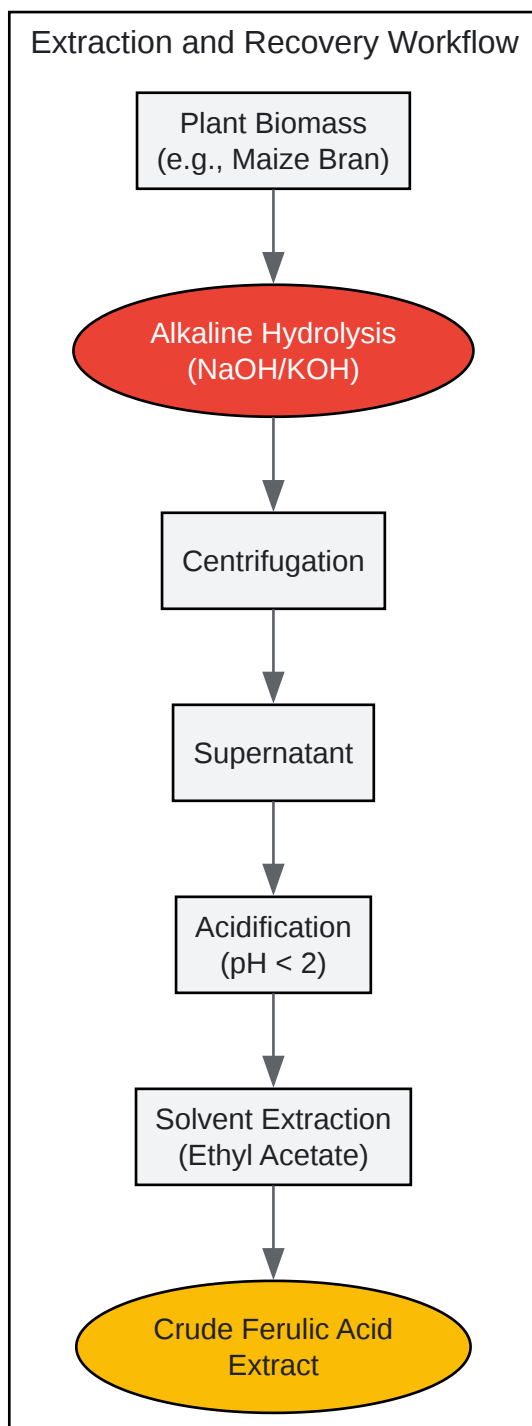 Extraction and Recovery Workflow
Plant Biomass
(e.g., Maize Bran)
Alkaline Hydrolysis
(NaOH/KOH)
Centrifugation
Supernatant
Acidification
(pH < 2)
Solvent Extraction
(Ethyl Acetate)
Crude Ferulic Acid
Extract